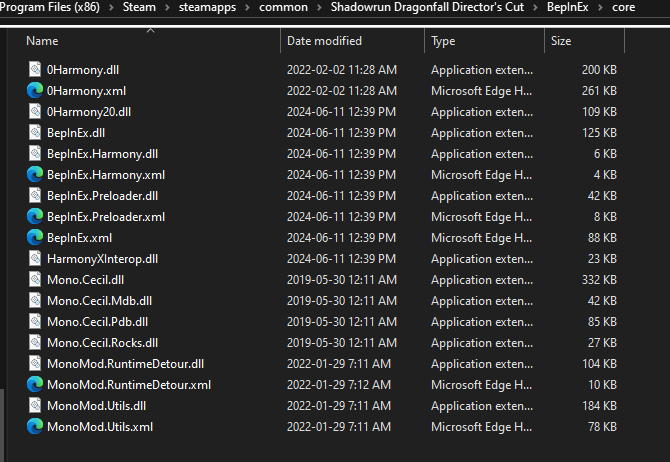 Program Files (x86) > Steam > steamapps > common > Shadowrun Dragonfall Director's Cut > BepInEx > core
Name Date modified Type Size
0Harmony.dll 2022-02-02 11:28 AM Application exten... 200 KB
0Harmony.xml 2022-02-02 11:28 AM Microsoft Edge H... 261 KB
0Harmony20.dll 2024-06-11 12:39 PM Application exten... 109 KB
BepInEx.dll 2024-06-11 12:39 PM Application exten... 125 KB
BepInEx.Harmony.dll 2024-06-11 12:39 PM Application exten... 6 KB
BepInEx.Harmony.xml 2024-06-11 12:39 PM Microsoft Edge H... 4 KB
BepInEx.Preloader.dll 2024-06-11 12:39 PM Application exten... 42 KB
BepInEx.Preloader.xml 2024-06-11 12:39 PM Microsoft Edge H... 8 KB
BepInEx.xml 2024-06-11 12:39 PM Microsoft Edge H... 88 KB
HarmonyXInterop.dll 2024-06-11 12:39 PM Application exten... 23 KB
Mono.Cecil.dll 2019-05-30 12:11 AM Application exten... 332 KB
Mono.Cecil.Mdb.dll 2019-05-30 12:11 AM Application exten... 42 KB
Mono.Cecil.Pdb.dll 2019-05-30 12:11 AM Application exten... 85 KB
Mono.Cecil.Rocks.dll 2019-05-30 12:11 AM Application exten... 27 KB
MonoMod.RuntimeDetour.dll 2022-01-29 7:11 AM Application exten... 104 KB
MonoMod.RuntimeDetour.xml 2022-01-29 7:12 AM Microsoft Edge H... 10 KB
MonoMod.Utils.dll 2022-01-29 7:11 AM Application exten... 184 KB
MonoMod.Utils.xml 2022-01-29 7:11 AM Microsoft Edge H... 78 KB